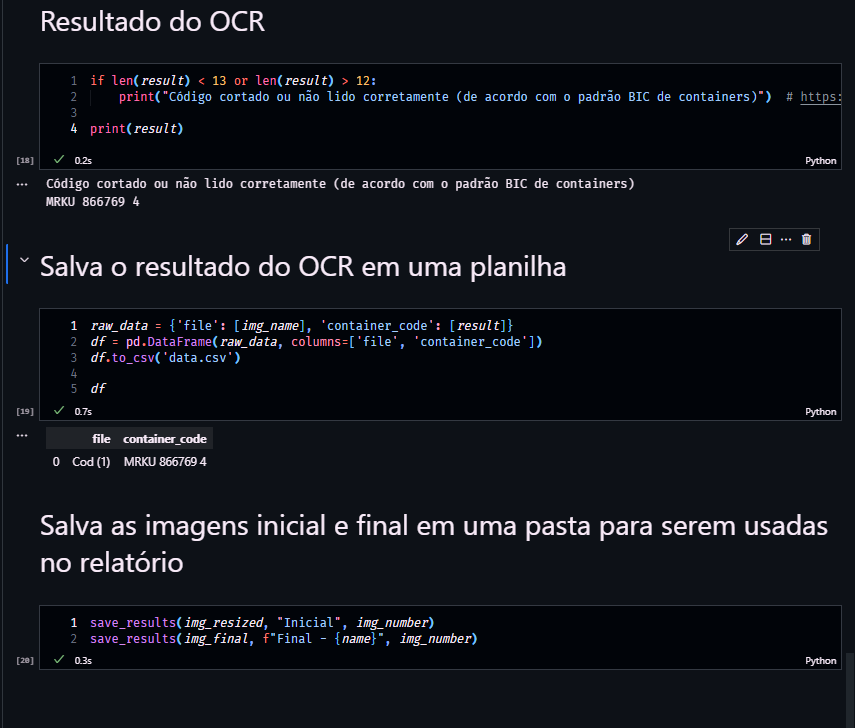 Resultado do OCR
1 if len(result) < 13 or len(result) > 12:
2 print("Código cortado ou não lido corretamente (de acordo com o padrão BIC de containers)") # https:
3
4 print(result)
[18] 0.2s Python
... Código cortado ou não lido corretamente (de acordo com o padrão BIC de containers)
MRKU 866769 4
Salva o resultado do OCR em uma planilha
1 raw_data = {'file': [img_name], 'container_code': [result]}
2 df = pd.DataFrame(raw_data, columns=['file', 'container_code'])
3 df.to_csv('data.csv')
4
5 df
[19] 0.7s Python
... file container_code
0 Cod (1) MRKU 866769 4
Salva as imagens inicial e final em uma pasta para serem usadas
no relatório
1 save_results(img_resized, "Inicial", img_number)
2 save_results(img_final, f"Final - {name}", img_number)
[20] 0.3s Python